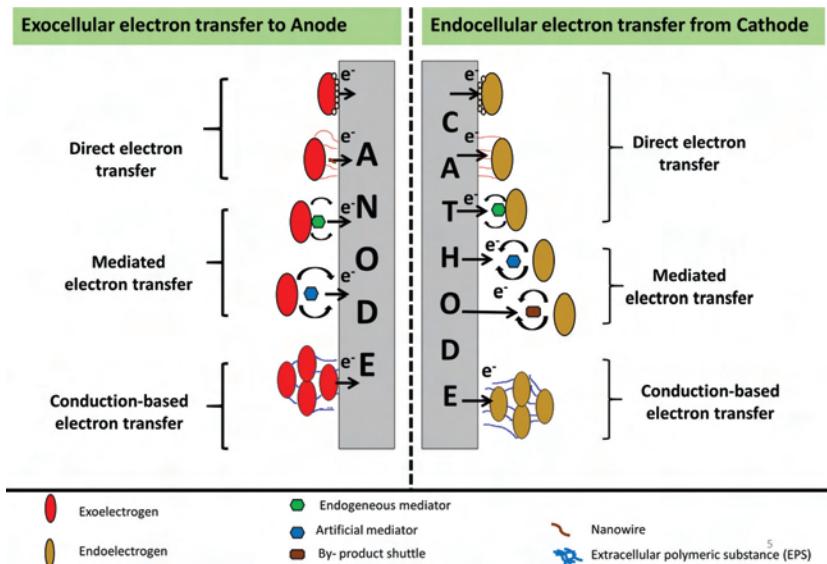 Exocellular electron transfer to Anode
Endocellular electron transfer from Cathode
Direct electron
transfer
Mediated
electron transfer
Conduction-based
electron transfer
e-
e-
e-
e-
e-
A
N
O
D
E
C
A
T
H
O
D
E
e-
e-
e-
e-
e-
e-
Direct electron
transfer
Mediated
electron transfer
Conduction-based
electron transfer
Exoelectrogen
Endoelectrogen
Endogeneous mediator
Artificial mediator
By- product shuttle
Nanowire
5
Extracellular polymeric substance (EPS)